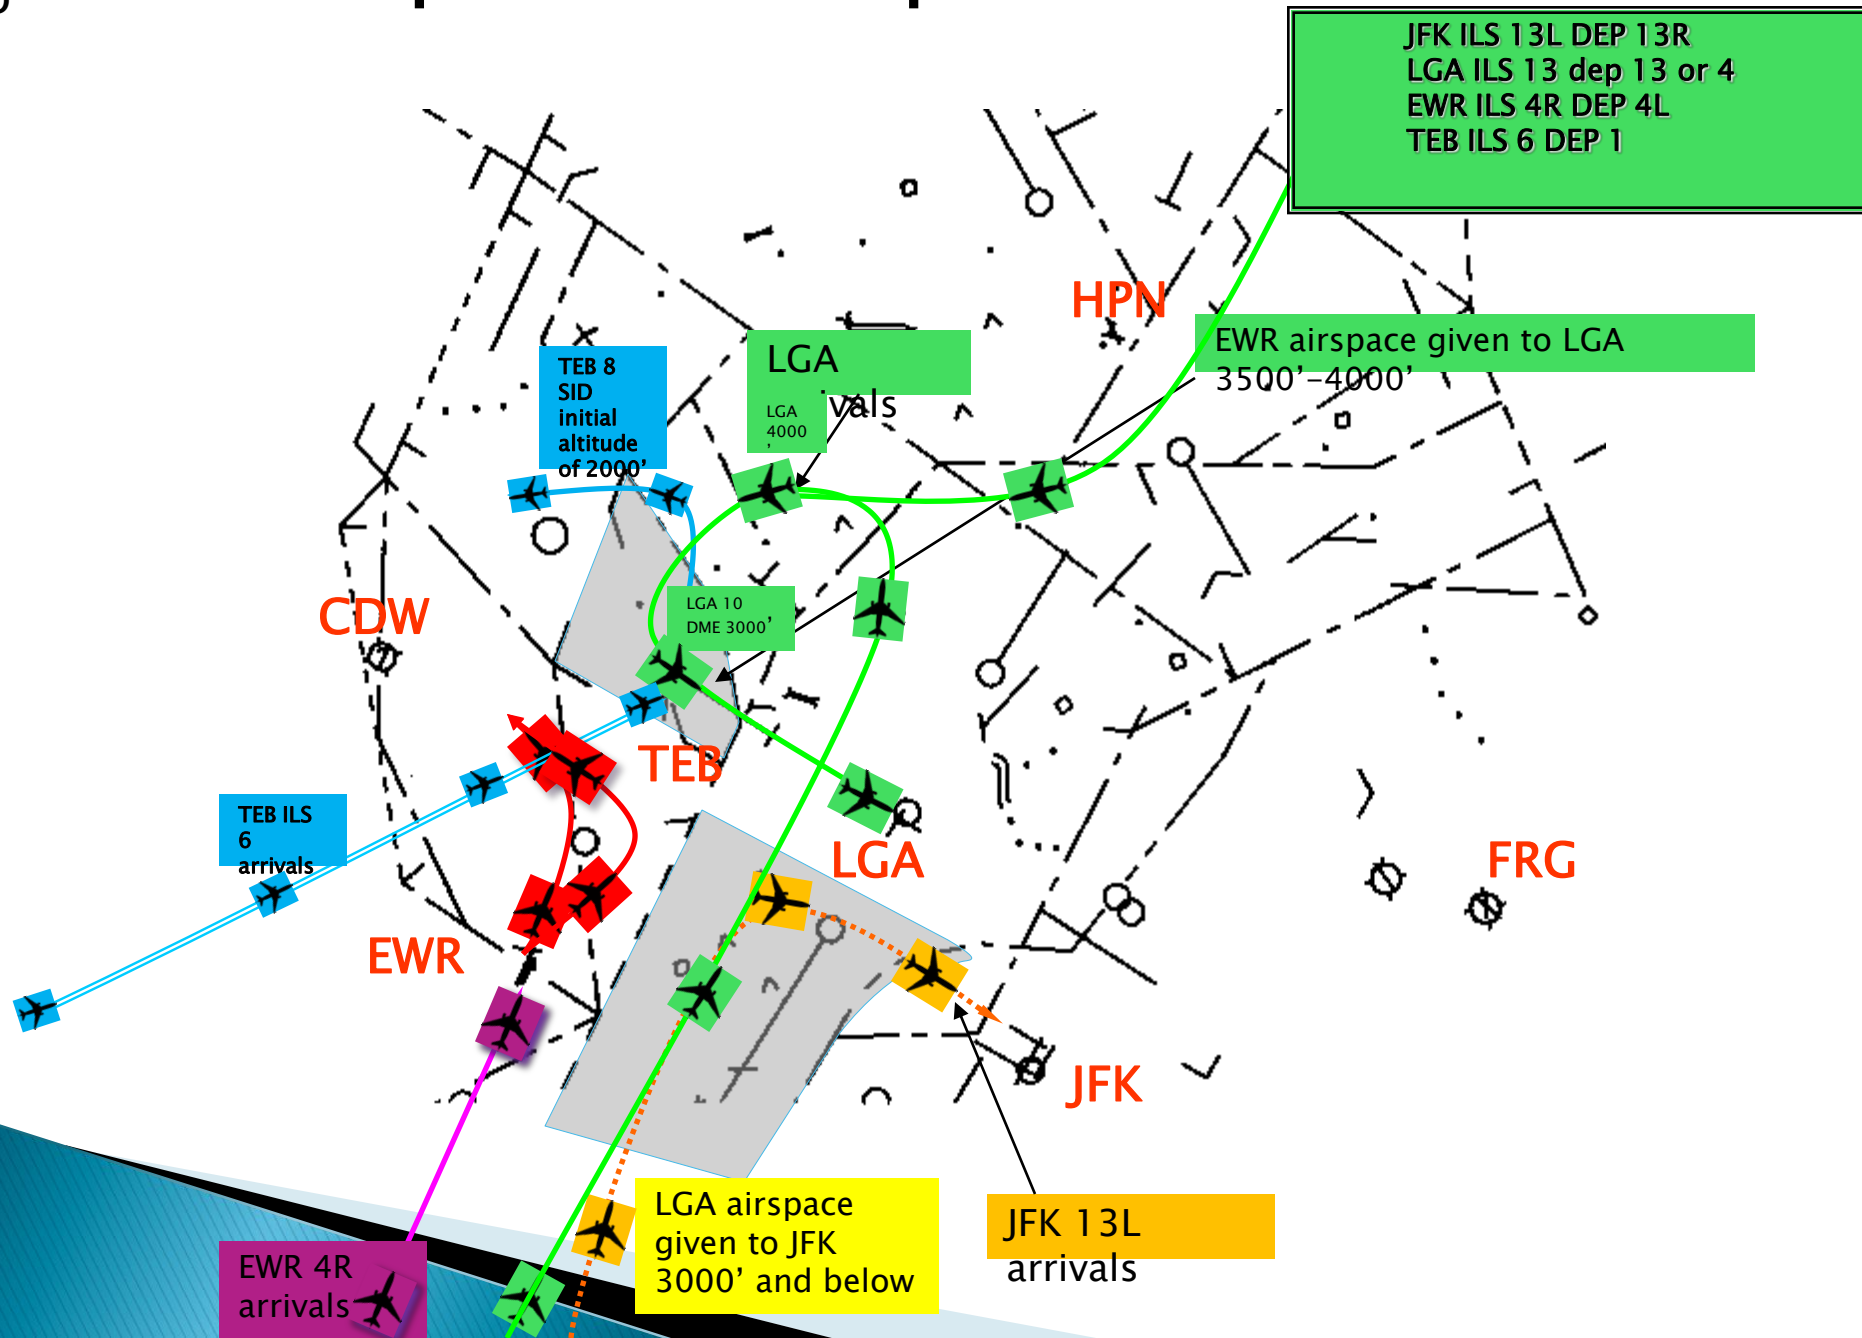 JFK ILS 13L DEP 13R
LGA ILS 13 dep 13 or 4
EWR ILS 4R DEP 4L
TEB ILS 6 DEP 1
HPN
EWR airspace given to LGA
3500’-4000’
TEB 8
SID
initial
altitude
of 2000’
LGA
ivals
LGA
4000
’
CDW
LGA 10
DME 3000’
TEB
TEB ILS
6
arrivals
LGA
FRG
EWR
JFK
LGA airspace
given to JFK
3000’ and below
JFK 13L
arrivals
EWR 4R
arrivals